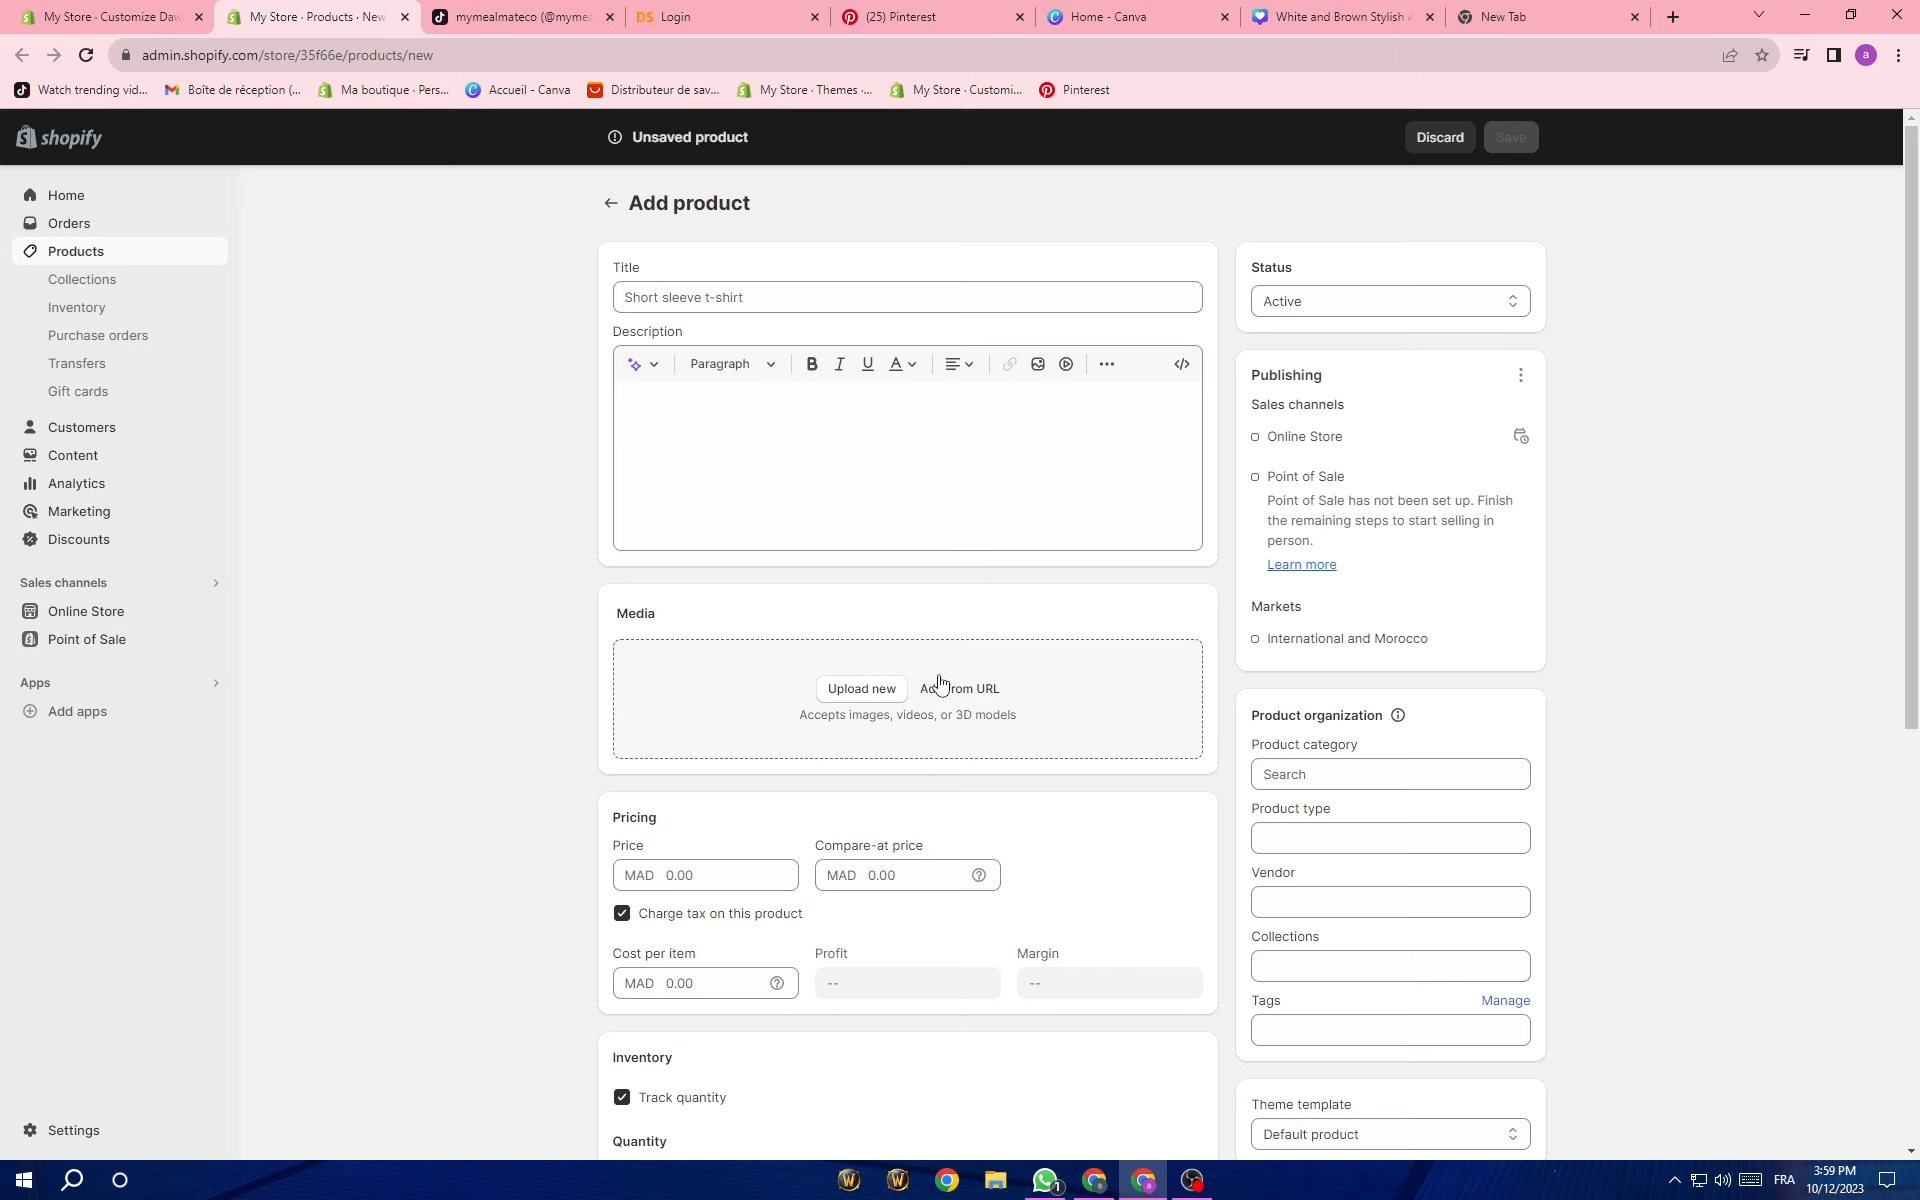 My Store · Customize Daw
My Store · Products · New
mymealmateco (@myme
DS Login
(25) Pinterest
Home - Canva
White and Brown Stylish A
New Tab
admin.shopify.com/store/35f66e/products/new
a
Watch trending vid...
Boîte de réception (...
Ma boutique · Pers...
Accueil - Canva
Distributeur de sav...
My Store · Themes ·...
My Store · Customi...
Pinterest
shopify
Unsaved product
Discard
Save
Home
Orders
Products
Collections
Inventory
Purchase orders
Transfers
Gift cards
Customers
Content
Analytics
Marketing
Discounts
Sales channels
Online Store
Point of Sale
Apps
Add apps
Settings
Add product
Title
Short sleeve t-shirt
Description
Paragraph
B I U A
Media
Upload new
from URL
Accepts images, videos, or 3D models
Pricing
Price
Compare-at price
MAD 0.00
MAD 0.00
Charge tax on this product
Cost per item
Profit
Margin
MAD 0.00
--
--
Inventory
Track quantity
Quantity
Status
Active
Publishing
Sales channels
Online Store
Point of Sale
Point of Sale has not been set up. Finish
the remaining steps to start selling in
person.
Learn more
Markets
International and Morocco
Product organization
Product category
Search
Product type
Vendor
Collections
Tags
Manage
Theme template
Default product
1
FRA
3:59 PM
10/12/2023